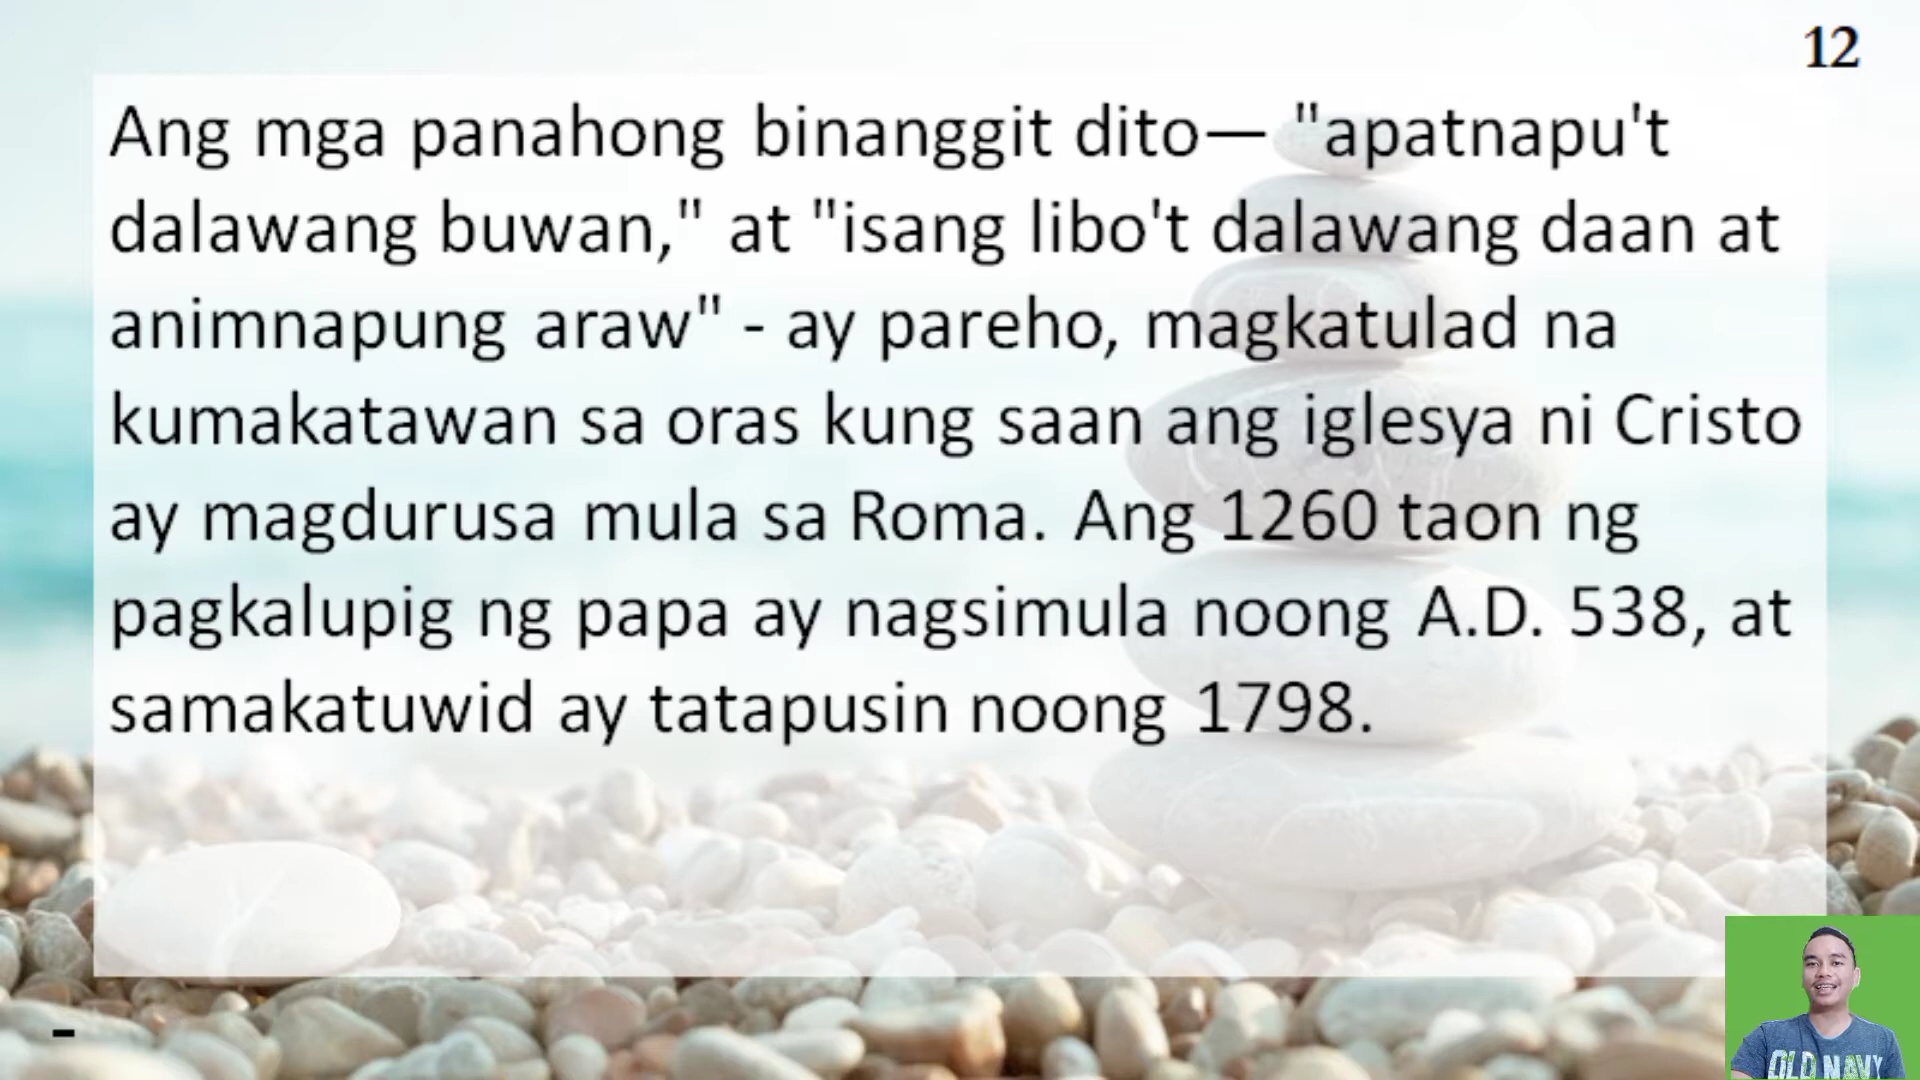 12
Ang mga panahong binanggit dito— "apatnapu't
dalawang buwan," at "isang libo't dalawang daan at
animnapung araw" - ay pareho, magkatulad na
kumakatawan sa oras kung saan ang iglesya ni Cristo
ay magdurusa mula sa Roma. Ang 1260 taon ng
pagkalupig ng papa ay nagsimula noong A.D. 538, at
samakatuwid ay tatapusin noong 1798.
-
OLD NAVY